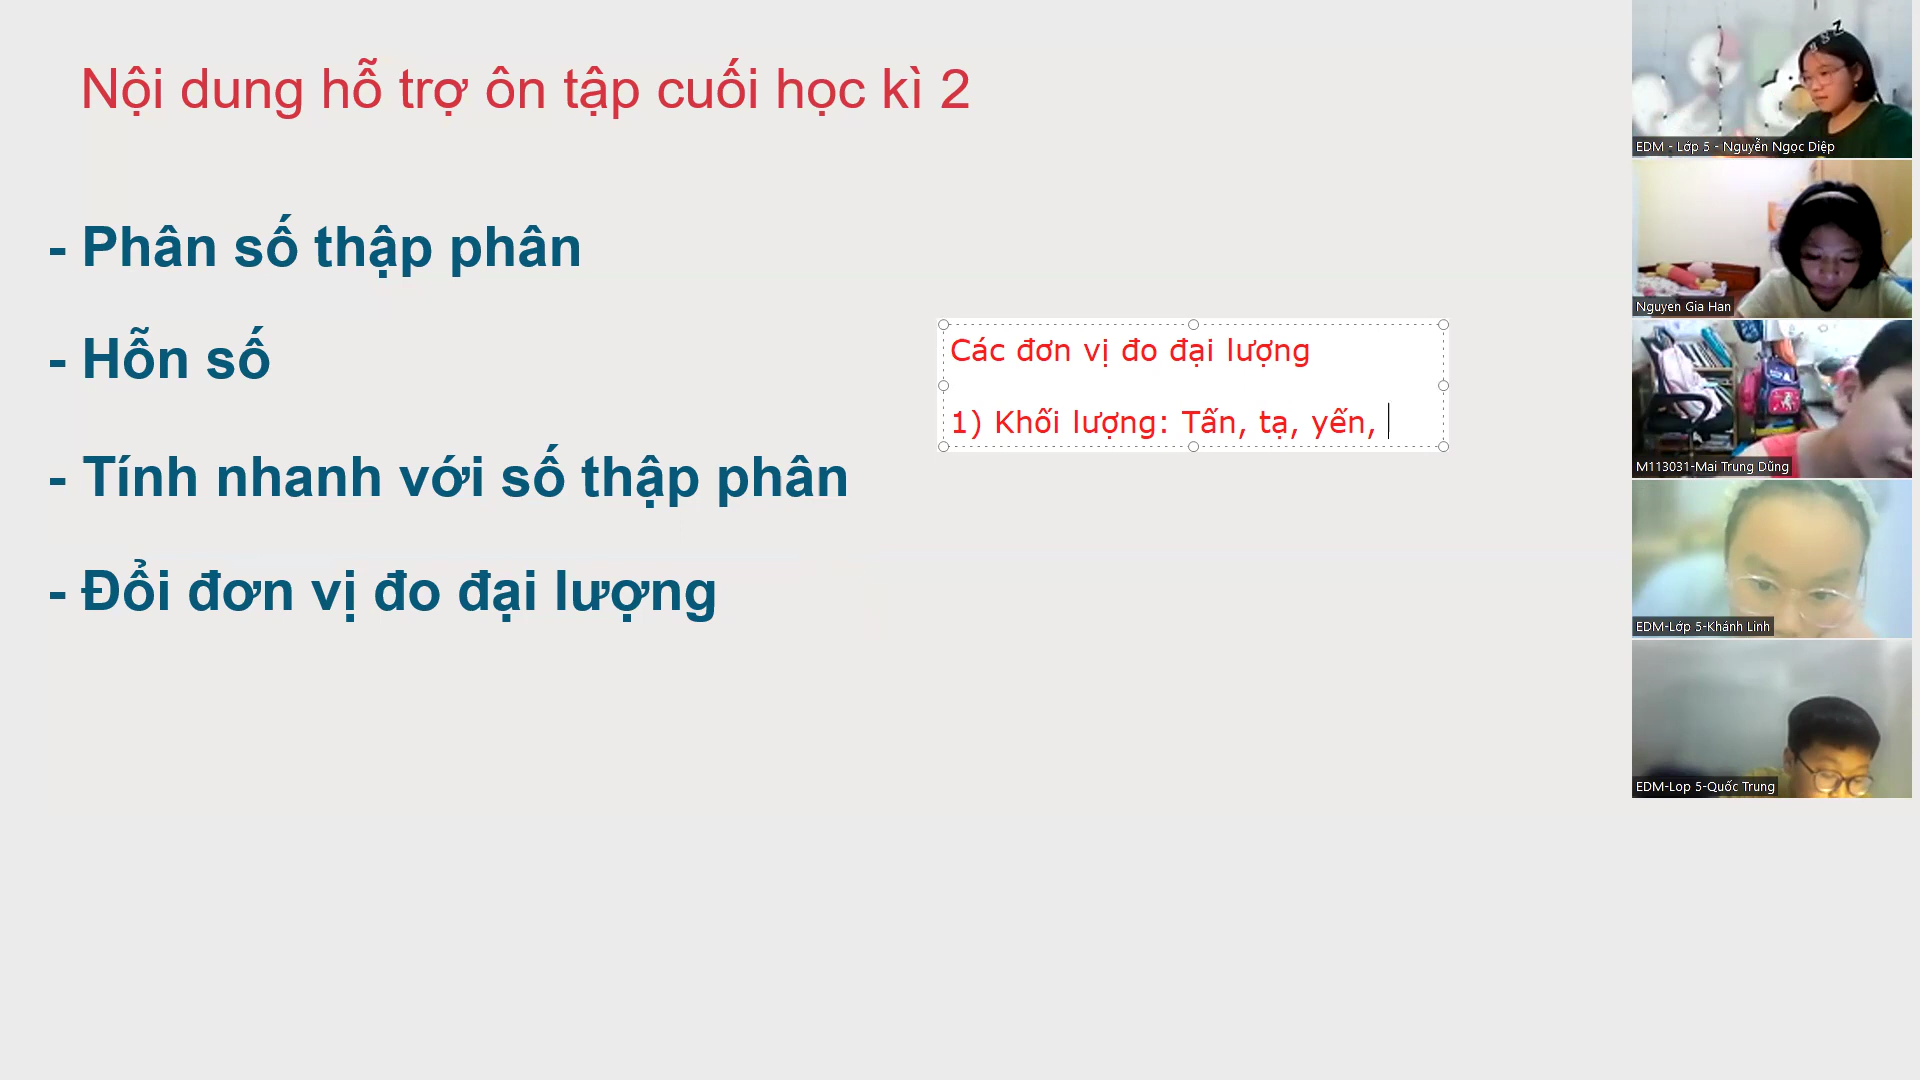 Nội dung hỗ trợ ôn tập cuối học kì 2
- Phân số thập phân
- Hỗn số
- Tính nhanh với số thập phân
- Đổi đơn vị đo đại lượng
Các đơn vị đo đại lượng
1) Khối lượng: Tấn, tạ, yến,
EDM - Lớp 5 - Nguyễn Ngọc Diệp
Nguyen Gia Han
M113031-Mai Trung Dũng
EDM-Lớp 5-Khánh Linh
EDM-Lop 5-Quốc Trung